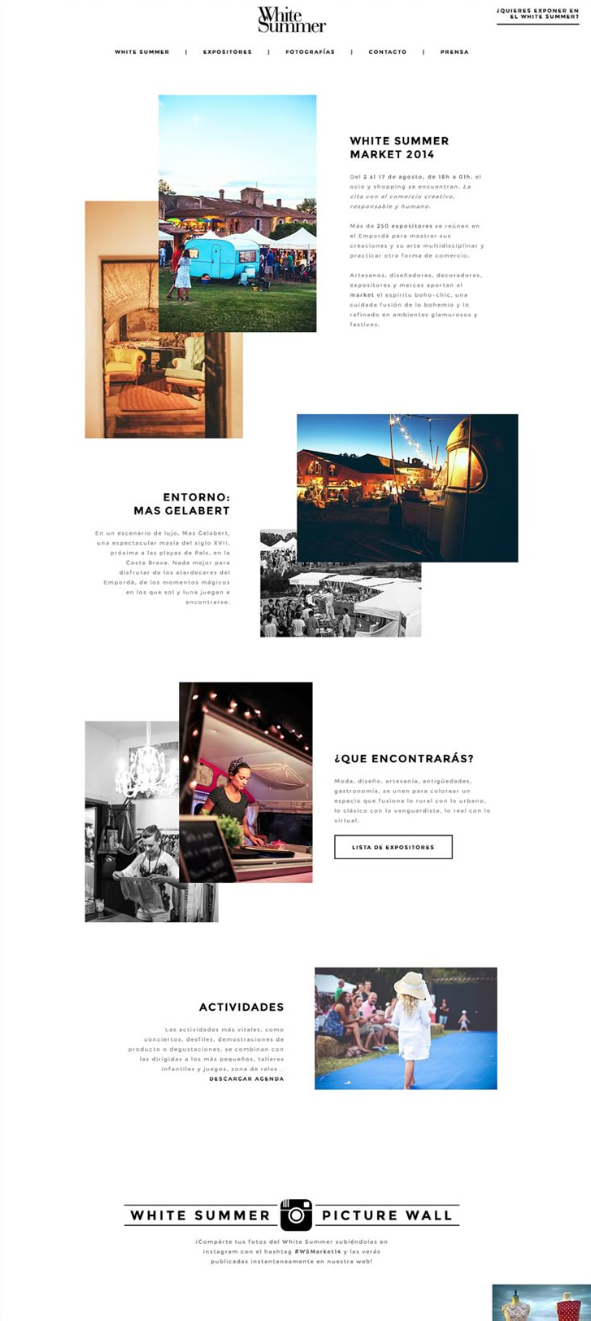 White
Summer
¿QUIERES EXPONER EN
EL WHITE SUMMER?
WHITE SUMMER | EXPOSITORES | FOTOGRAFÍAS | CONTACTO | PRENSA
WHITE SUMMER
MARKET 2014
Del 2 al 17 de agosto, de 18h a 01h, el
ocio y shopping se encuentran. La
cita con el comercio creativo,
responsable y humano.
Más de 250 expositores se reúnen en
el Empordà para mostrar sus
creaciones y su arte multidisciplinar y
practicar otra forma de comercio.
Artesanos, diseñadores, decoradores,
expositores y marcas aportan al
market el espíritu boho-chic, una
cuidada fusión de lo bohemio y lo
refinado en ambientes glamurosos y
festivos.
ENTORNO:
MAS GELABERT
En un escenario de lujo, Mas Gelabert,
una espectacular masía del siglo XVII,
próxima a las playas de Pals, en la
Costa Brava. Nada mejor para
disfrutar de los atardeceres del
Empordà, de los momentos mágicos
en los que sol y luna juegan a
encontrarse.
¿QUE ENCONTRARÁS?
Moda, diseño, artesanía, antigüedades,
gastronomía, se unen para colorear un
espacio que fusiona lo rural con lo urbano,
lo clásico con lo vanguardista, lo real con lo
virtual.
LISTA DE EXPOSITORES
ACTIVIDADES
Las actividades más vitales, como
conciertos, desfiles, demostraciones de
producto o degustaciones, se combinan con
las dirigidas a los más pequeños, talleres
infantiles y juegos, zona de relax...
DESCARGAR AGENDA
WHITE SUMMER PICTURE WALL
¡Comparte tus fotos del White Summer subiéndolas en
instagram con el hashtag #WSMarket14 y las verás
publicadas instantaneamente en nuestra web!